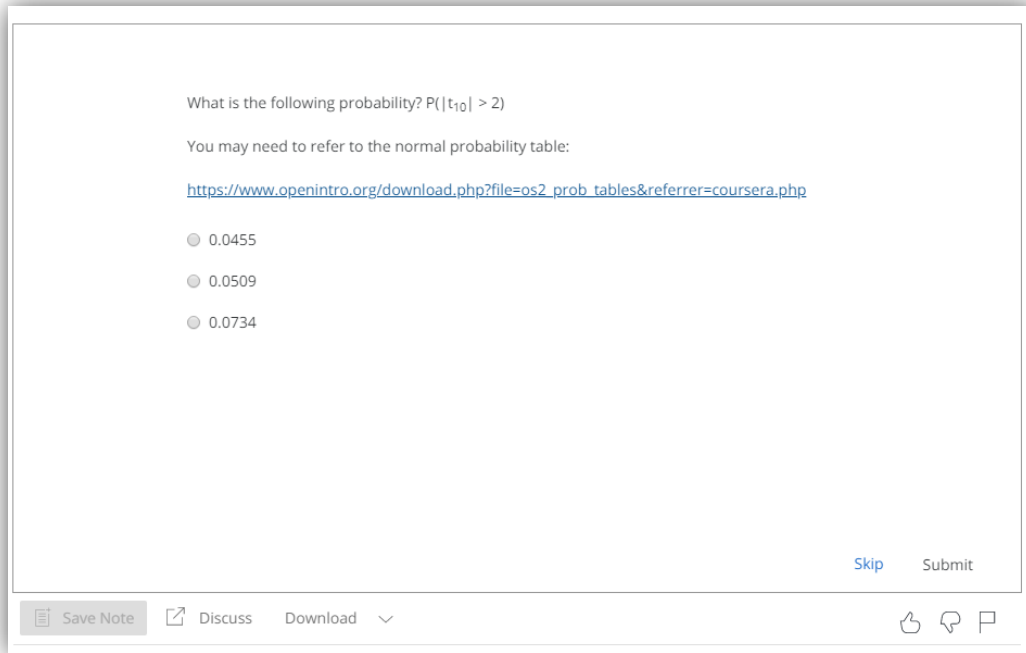 What is the following probability? P(|t₁₀| > 2)
You may need to refer to the normal probability table:
https://www.openintro.org/download.php?file=os2_prob_tables&referrer=coursera.php
0.0455
0.0509
0.0734
Skip Submit
Save Note Discuss Download